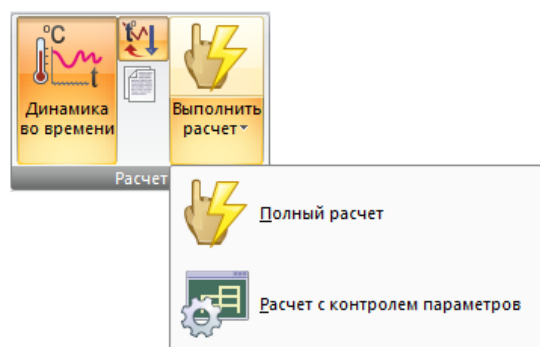 °C
t
t°
Динамика
во времени
Выполнить
расчет
Расчет
Полный расчет
Расчет с контролем параметров